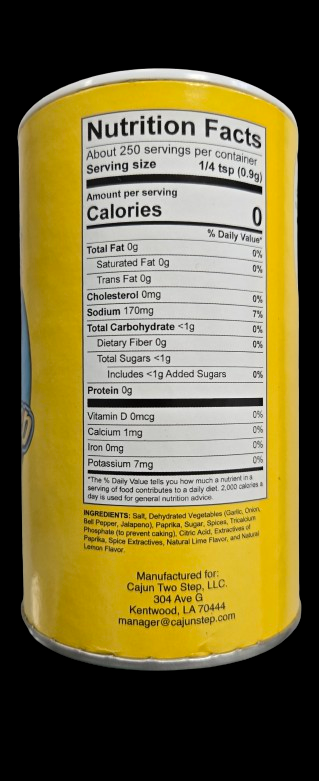 Nutrition Facts
About 250 servings per container
Serving size 1/4 tsp (0.9g)
Amount per serving
Calories 0
% Daily Value*
Total Fat 0g 0%
Saturated Fat 0g 0%
Trans Fat 0g
Cholesterol 0mg 0%
Sodium 170mg 7%
Total Carbohydrate <1g 0%
Dietary Fiber 0g 0%
Total Sugars <1g
Includes <1g Added Sugars 0%
Protein 0g
Vitamin D 0mcg 0%
Calcium 1mg 0%
Iron 0mg 0%
Potassium 7mg 0%
*The % Daily Value tells you how much a nutrient in a
serving of food contributes to a daily diet. 2,000 calories a
day is used for general nutrition advice.
INGREDIENTS: Salt, Dehydrated Vegetables (Garlic, Onion,
Bell Pepper, Jalapeno), Paprika, Sugar, Spices, Tricalcium
Phosphate (to prevent caking), Citric Acid, Extractives of
Paprika, Spice Extractives, Natural Lime Flavor, and Natural
Lemon Flavor.
Manufactured for:
Cajun Two Step, LLC.
304 Ave G
Kentwood, LA 70444
manager@cajunstep.com